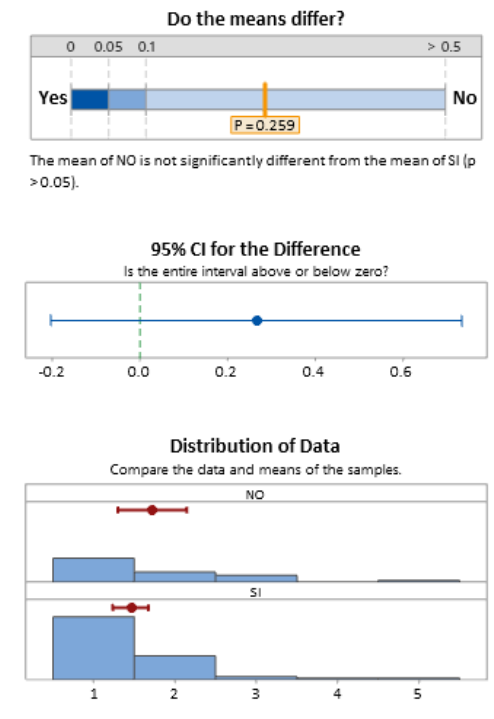 Do the means differ?
0 0.05 0.1 > 0.5
Yes No
P=0.259
The mean of NO is not significantly different from the mean of SI (p
>0.05).
95% CI for the Difference
Is the entire interval above or below zero?
-0.2 0.0 0.2 0.4 0.6
Distribution of Data
Compare the data and means of the samples.
NO
SI
1 2 3 4 5